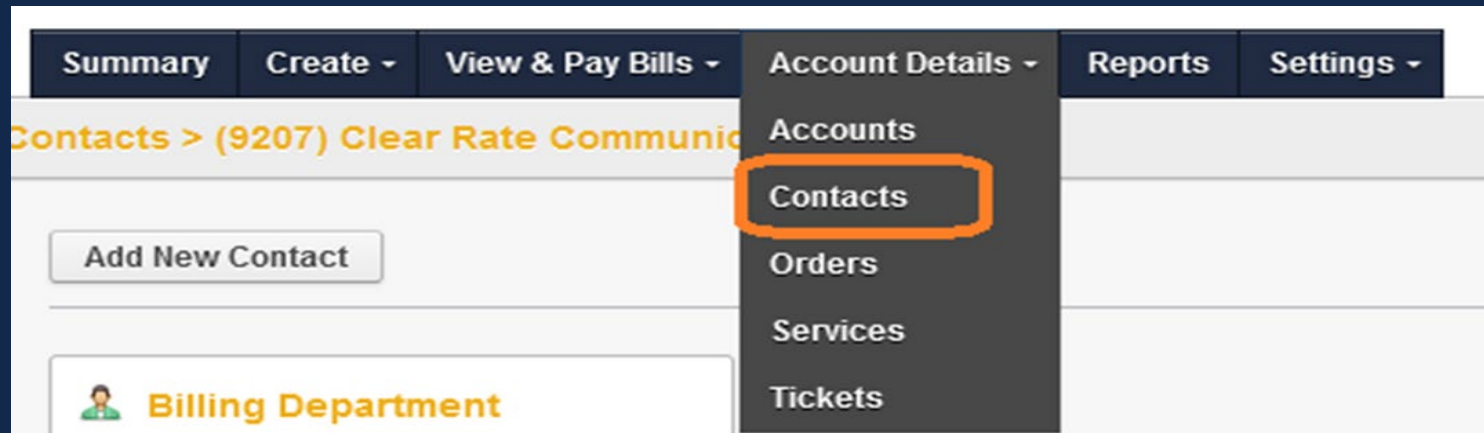 Summary Create View & Pay Bills Account Details Reports Settings
Contacts > (9207) Clear Rate
Accounts
Contacts
Add New Contact
Orders
Services
Billing Department
Tickets